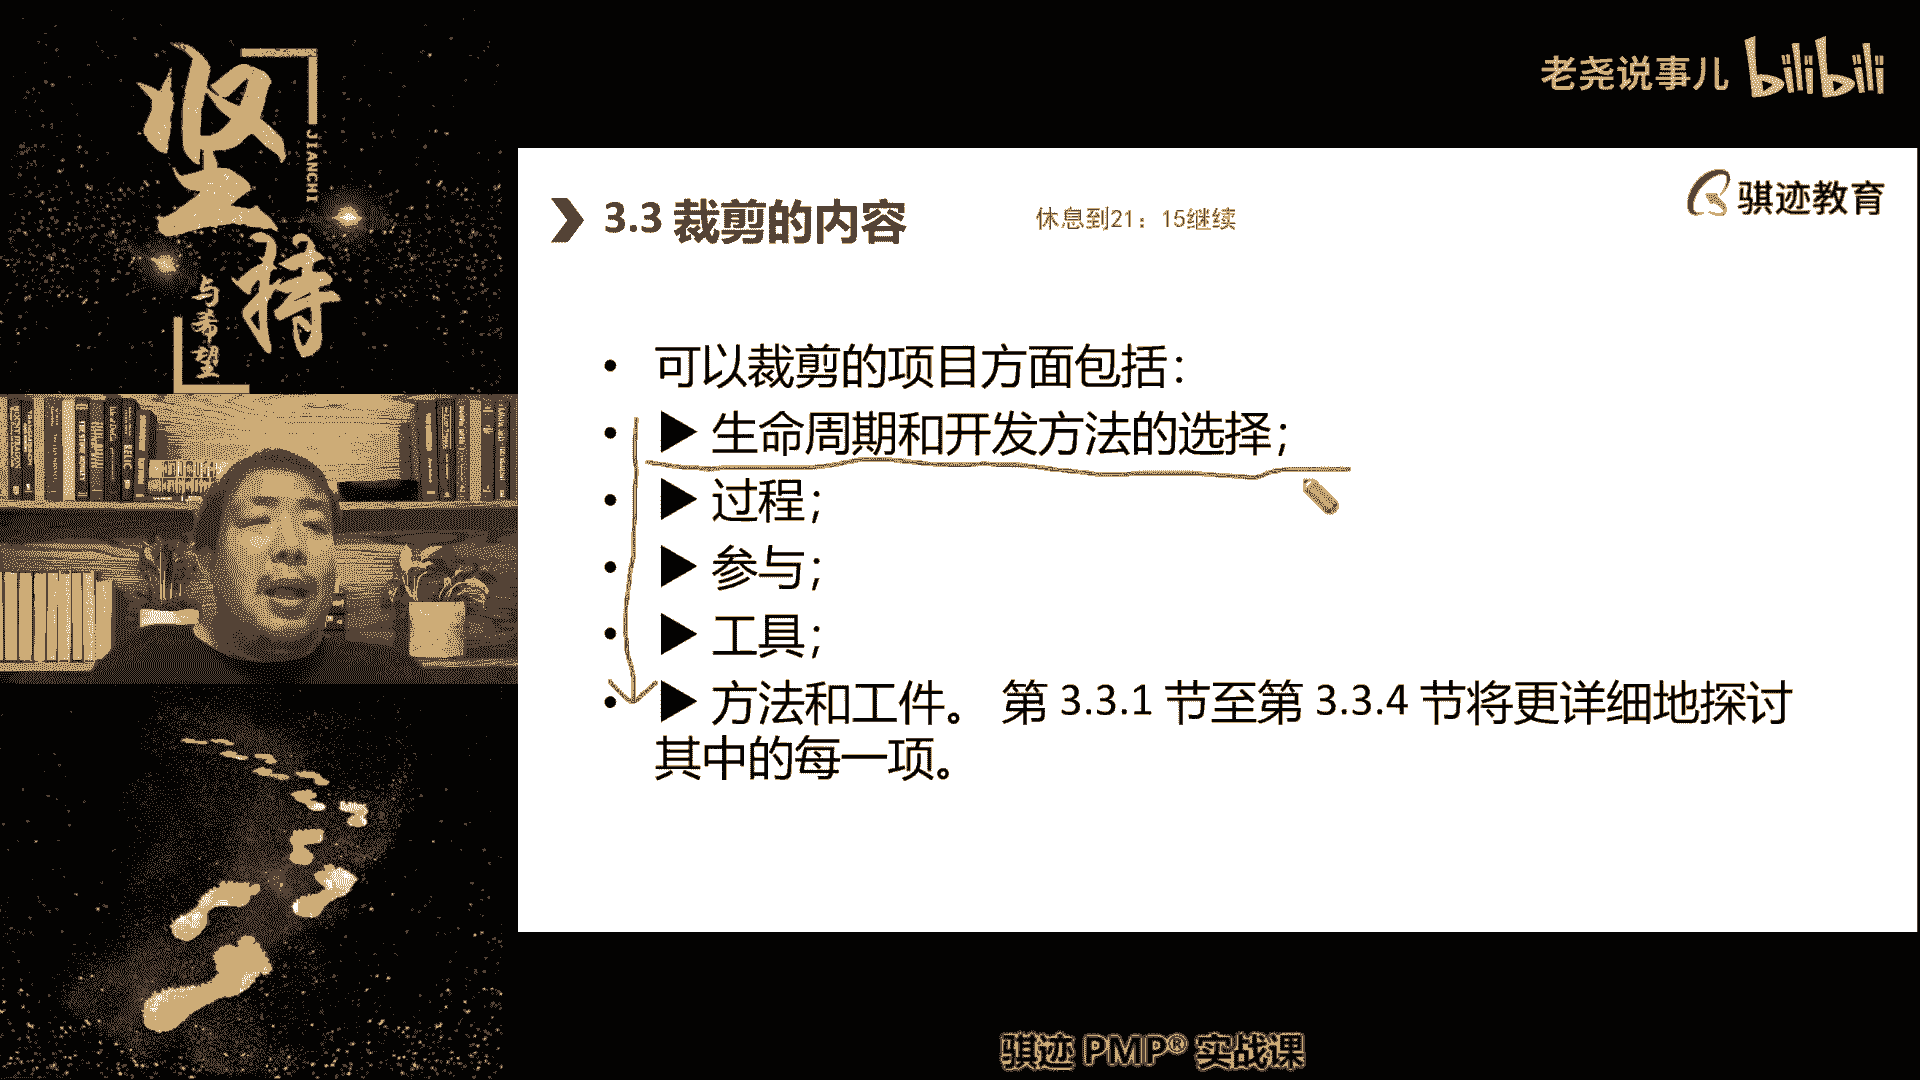 坚持
JIANCHI
与希望
老尧说事儿 bilibili
骐迹教育
3.3 裁剪的内容
休息到21：15继续
• 可以裁剪的项目方面包括：
• ▶ 生命周期和开发方法的选择；
• ▶ 过程；
• ▶ 参与；
• ▶ 工具；
• ▶ 方法和工件。 第 3.3.1 节至第 3.3.4 节将更详细地探讨
其中的每一项。
骐迹 PMP® 实战课